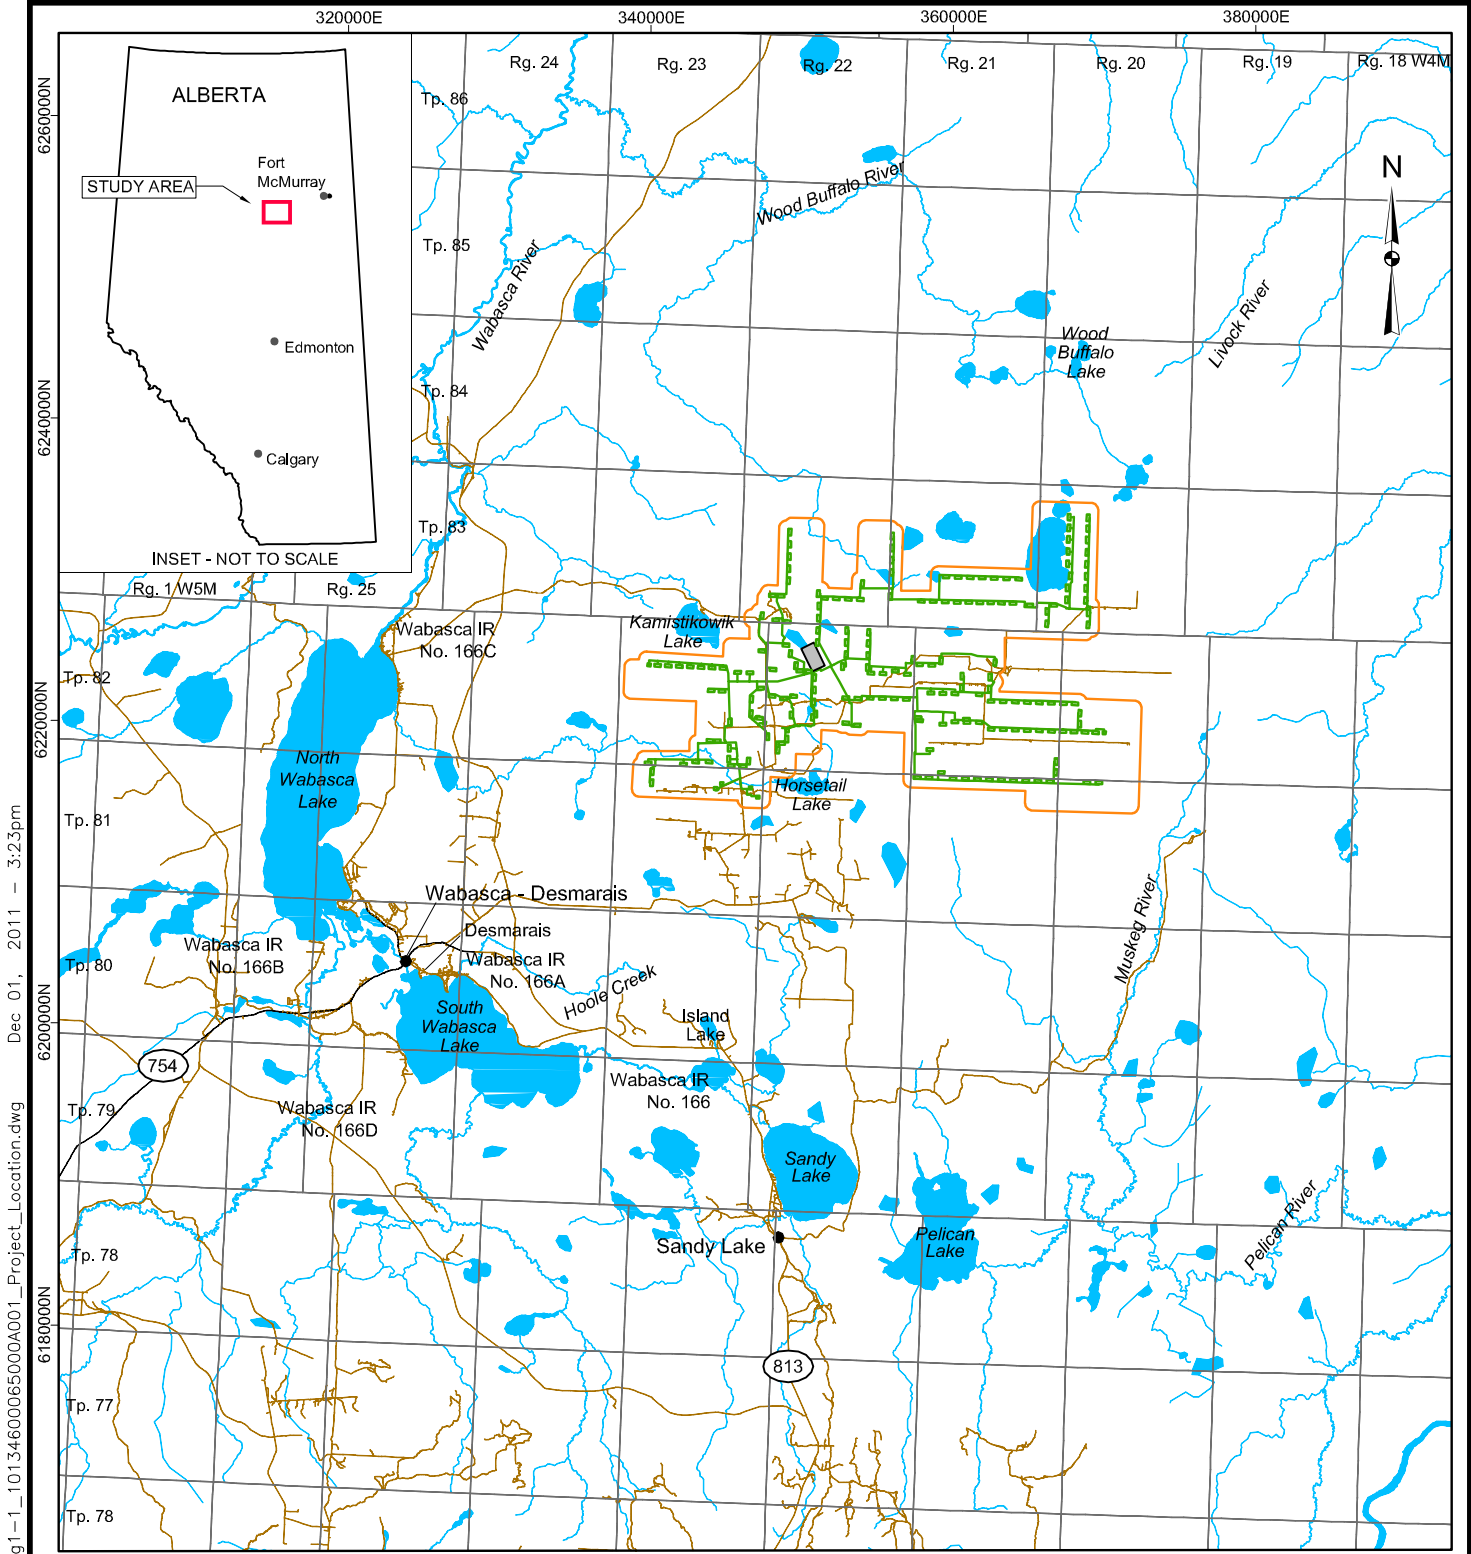 320000E
340000E
360000E
380000E
6260000N
6240000N
6220000N
6200000N
6180000N
ALBERTA
Fort
McMurray
STUDY AREA
Edmonton
Calgary
INSET - NOT TO SCALE
Rg. 24
Rg. 23
Rg. 22
Rg. 21
Rg. 20
Rg. 19
Rg. 18 W4M
Tp. 86
N
Wood Buffalo River
Tp. 85
Wabasca River
Livock River
Wood
Buffalo
Lake
Tp. 84
Tp. 83
Rg. 1 W5M
Rg. 25
Wabasca IR
No. 166C
Kamistikowik
Lake
Tp. 82
North
Wabasca
Lake
Horsetail
Lake
Tp. 81
Wabasca - Desmarais
Desmarais
Wabasca IR
No. 166B
Wabasca IR
No. 166A
Tp. 80
Hoole Creek
Muskeg River
South
Wabasca
Lake
Island
Lake
754
Wabasca IR
No. 166
Tp. 79
Wabasca IR
No. 166D
Sandy
Lake
Pelican River
Sandy Lake
Pelican
Lake
Tp. 78
813
Tp. 77
Tp. 78
g1-1_10134600065000A001_Project_Location.dwg Dec 01, 2011 - 3:23pm